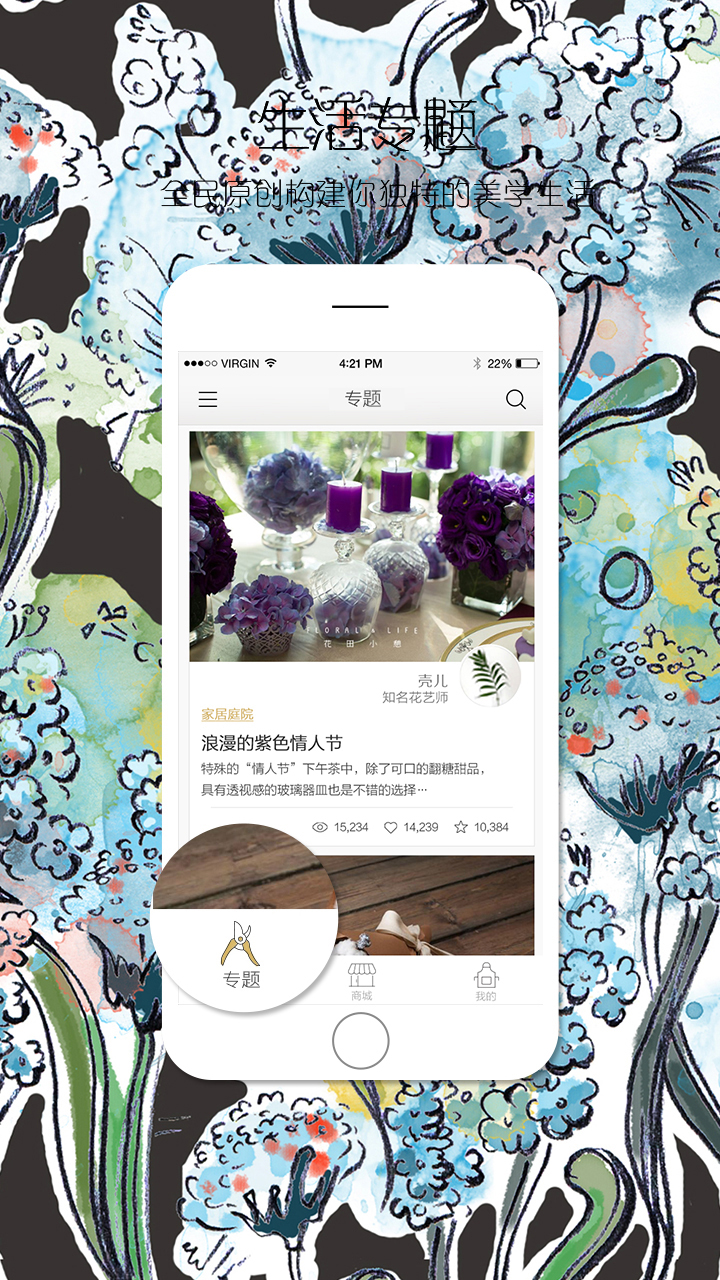 生活专题
全民原创构建你独特的美学生活
VIRGIN
4:21 PM
22%
专题
FLORAL & LIFE
花田小憩
壳儿
知名花艺师
家居庭院
浪漫的紫色情人节
特殊的“情人节”下午茶中，除了可口的翻糖甜品，
具有透视感的玻璃器皿也是不错的选择…
15,234
14,239
10,384
专题
商城
我的